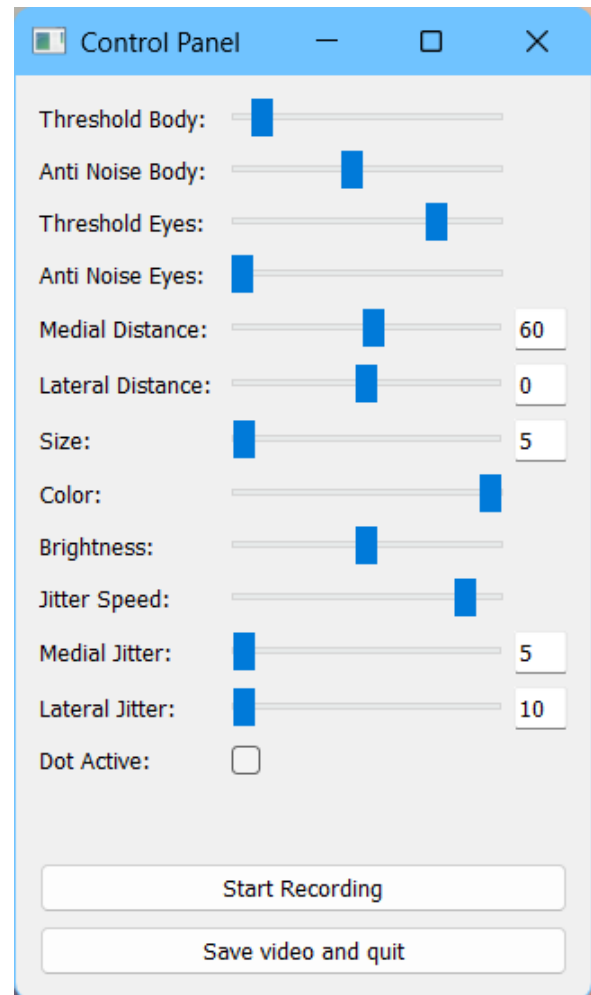 Control Panel
Threshold Body:
Anti Noise Body:
Threshold Eyes:
Anti Noise Eyes:
Medial Distance: 60
Lateral Distance: 0
Size: 5
Color:
Brightness:
Jitter Speed:
Medial Jitter: 5
Lateral Jitter: 10
Dot Active:
Start Recording
Save video and quit